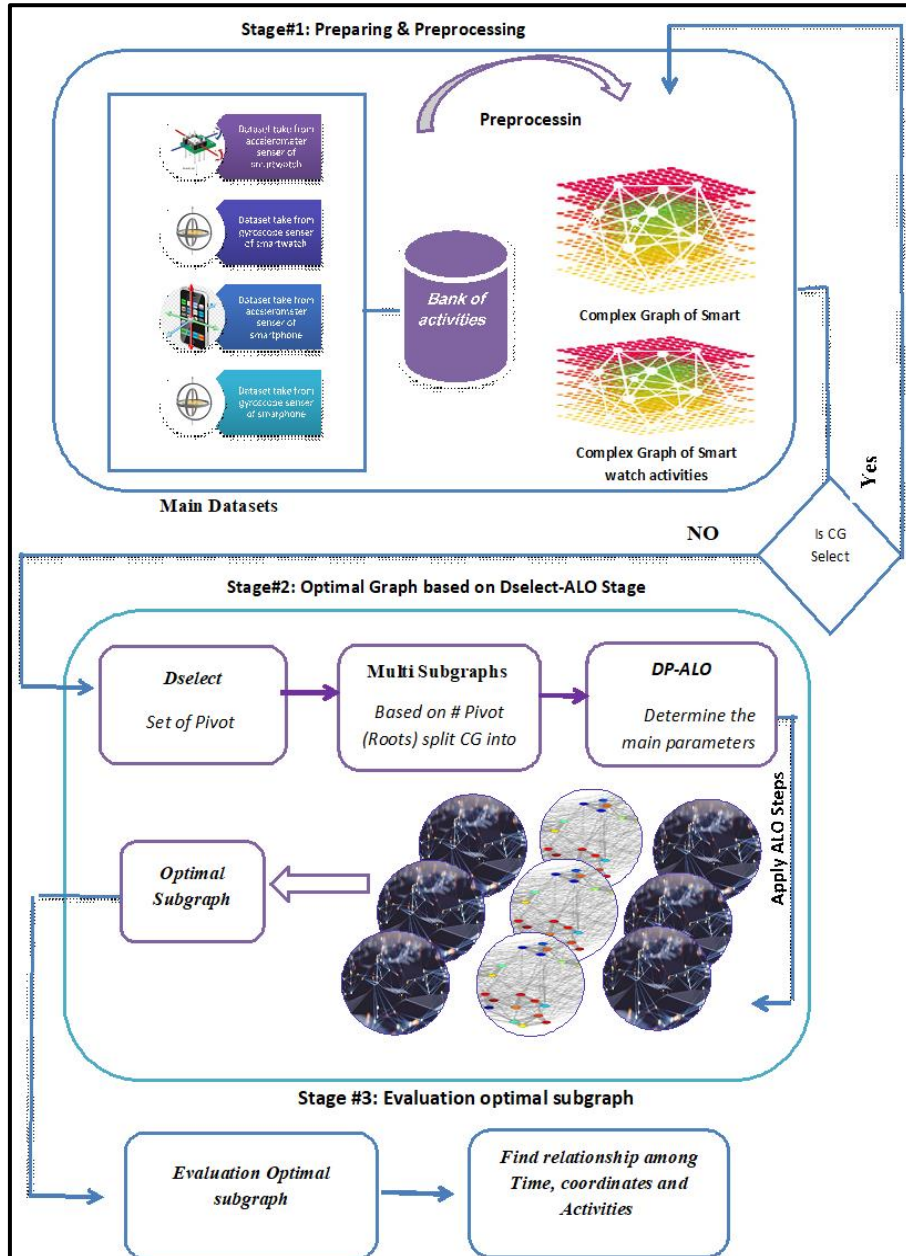 Stage#1: Preparing & Preprocessing
Preprocessin
Dataset take from
accelerometer
senser of
smartwatch
Dataset take from
gyroscope senser
of smartwatch
Dataset take from
accelerometer
senser of
smartphone
Dataset take from
gyroscope senser
of smarphone
Bank of
activities
Complex Graph of Smart
Complex Graph of Smart
watch activities
Main Datasets
Yes
NO
Is CG
Select
Stage#2: Optimal Graph based on Dselect-ALO Stage
Dselect
Set of Pivot
Multi Subgraphs
Based on # Pivot
(Roots) split CG into
DP-ALO
Determine the
main parameters
Apply ALO Steps
Optimal
Subgraph
Stage #3: Evaluation optimal subgraph
Evaluation Optimal
subgraph
Find relationship among
Time, coordinates and
Activities